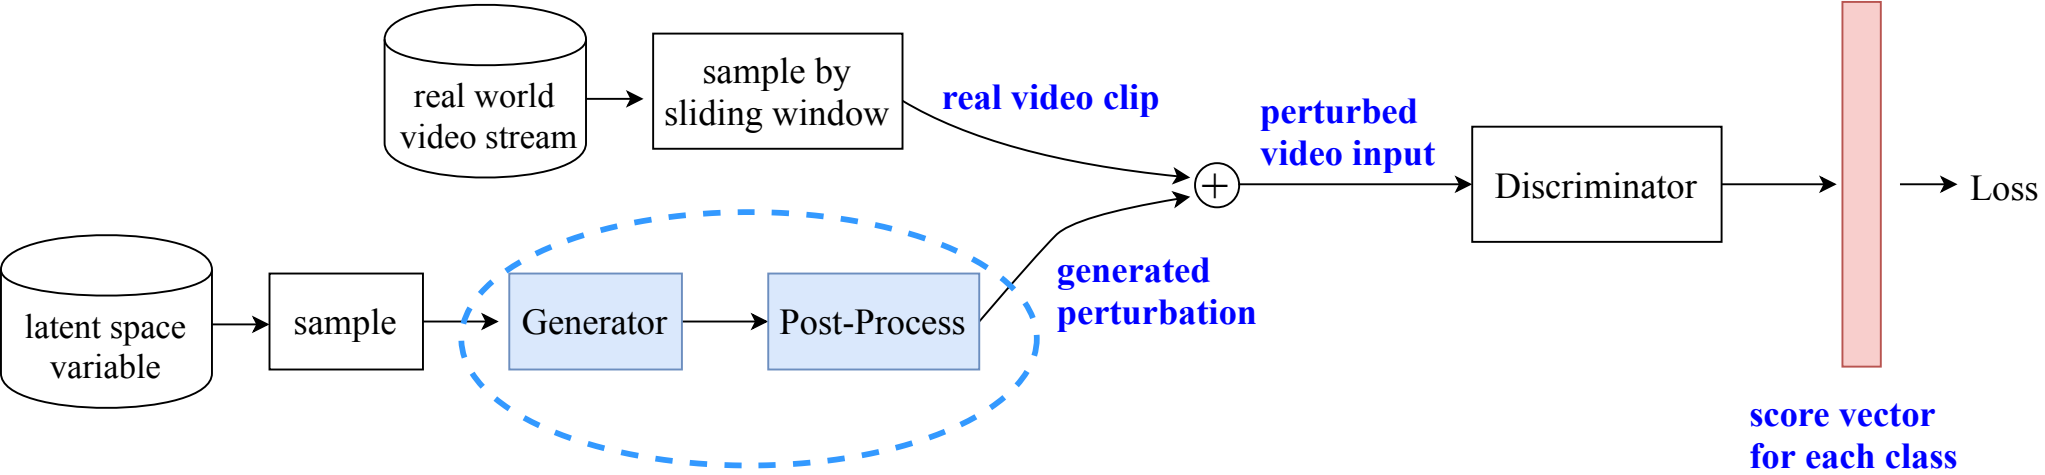 real world
video stream
sample by
sliding window
real video clip
perturbed
video input
Discriminator
Loss
latent space
variable
sample
Generator
Post-Process
generated
perturbation
score vector
for each class